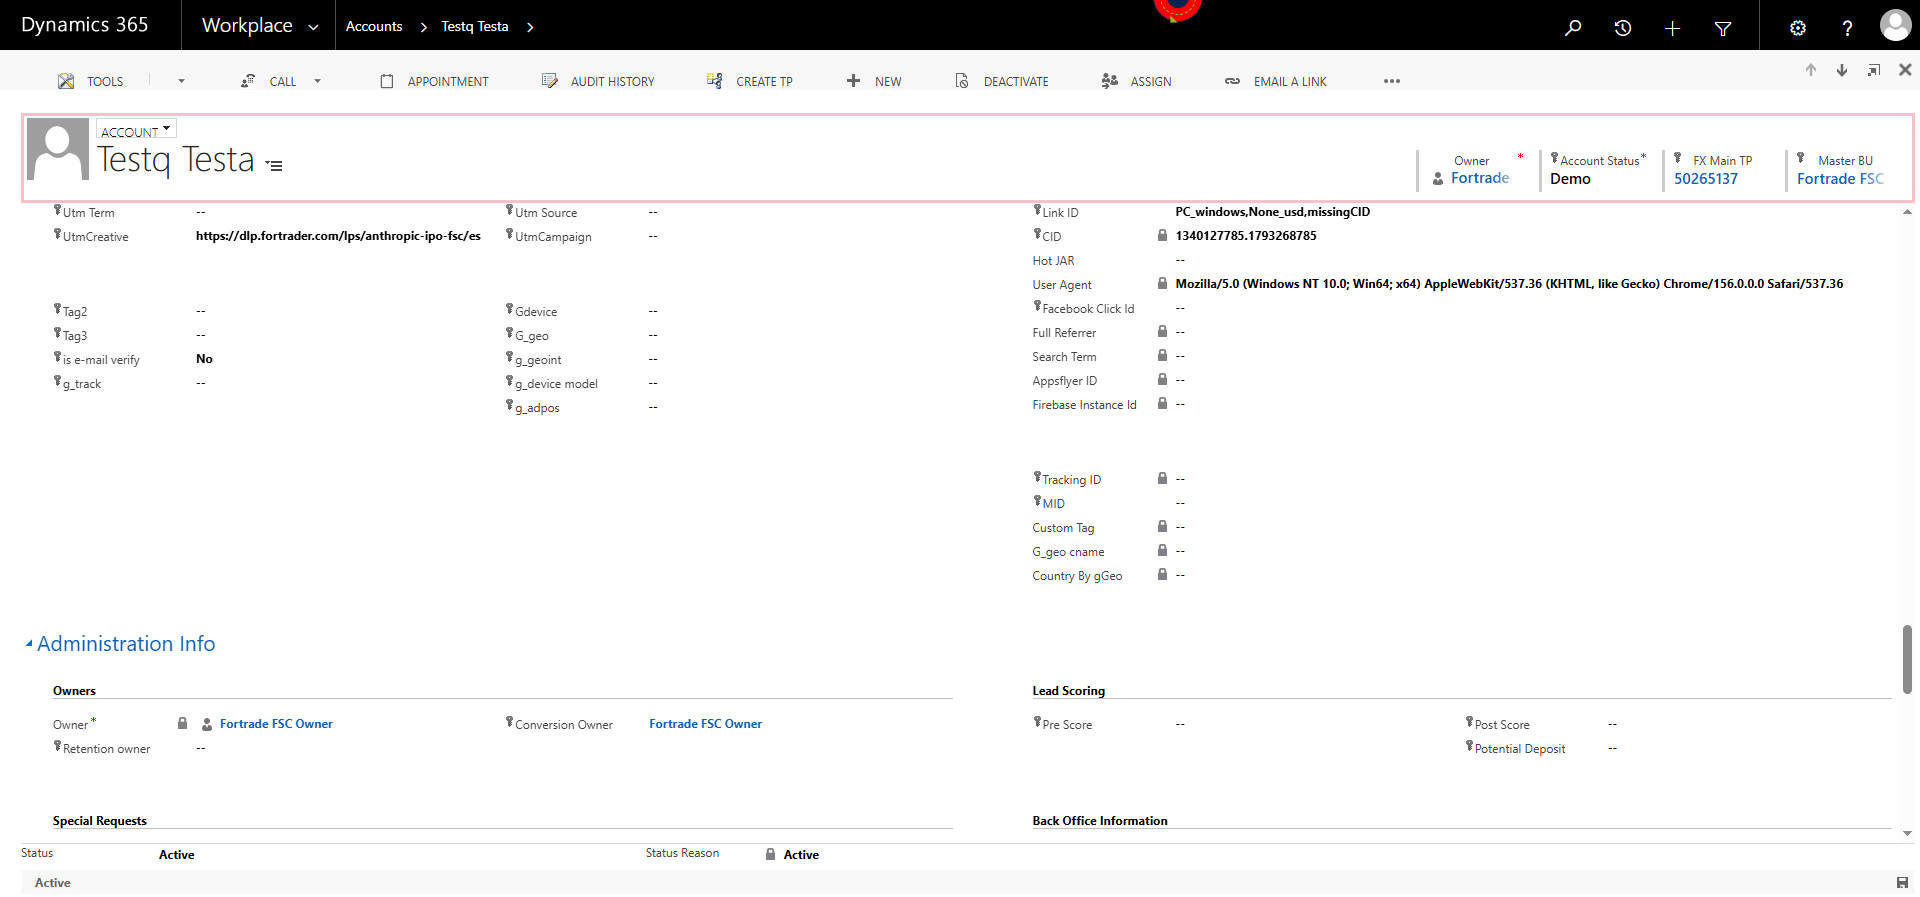 Dynamics 365 Workplace Accounts Testq Testa
TOOLS CALL APPOINTMENT AUDIT HISTORY CREATE TP NEW DEACTIVATE ASSIGN EMAIL A LINK
ACCOUNT
Testq Testa
Owner * Account Status * FX Main TP Master BU
Fortrade Demo 50265137 Fortrade FSC
Utm Term -- Utm Source -- Link ID PC_windows,None_usd,missingCID
UtmCreative https://dlp.fortrader.com/lps/anthropic-ipo-fsc/es UtmCampaign -- CID 1340127785.1793268785
Hot JAR --
User Agent Mozilla/5.0 (Windows NT 10.0; Win64; x64) AppleWebKit/537.36 (KHTML, like Gecko) Chrome/156.0.0.0 Safari/537.36
Tag2 -- Gdevice -- Facebook Click Id --
Tag3 -- G_geo -- Full Referrer --
is e-mail verify No g_geoint -- Search Term --
g_track -- g_device model -- Appsflyer ID --
g_adpos -- Firebase Instance Id --
Tracking ID --
MID --
Custom Tag --
G_geo cname --
Country By gGeo --
Administration Info
Owners Lead Scoring
Owner * Fortrade FSC Owner Conversion Owner Fortrade FSC Owner Pre Score -- Post Score --
Retention owner -- Potential Deposit --
Special Requests Back Office Information
Status Active Status Reason Active
Active